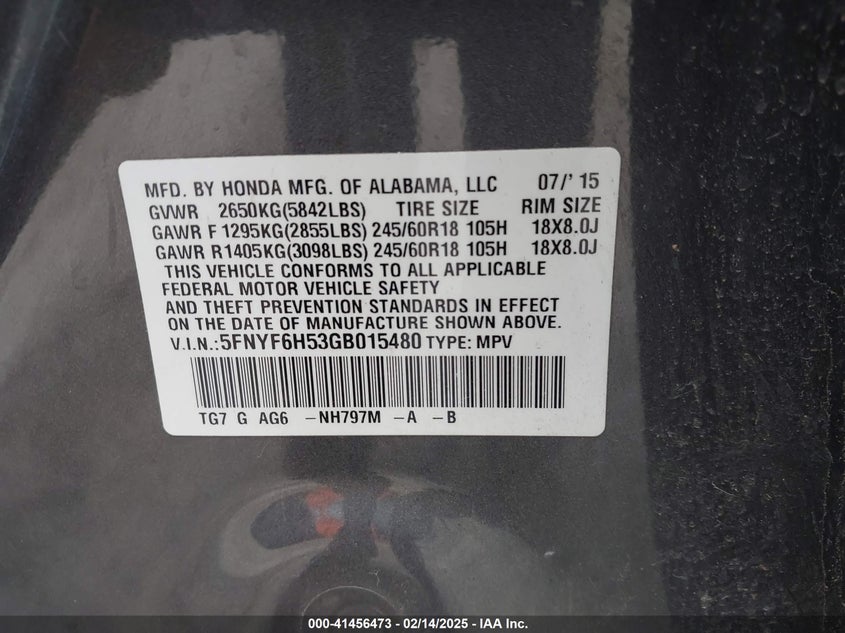 MFD. BY HONDA MFG. OF ALABAMA, LLC 07/' 15
GVWR 2650KG(5842LBS) TIRE SIZE RIM SIZE
GAWR F 1295KG(2855LBS) 245/60R18 105H 18X8.0J
GAWR R1405KG(3098LBS) 245/60R18 105H 18X8.0J
THIS VEHICLE CONFORMS TO ALL APPLICABLE
FEDERAL MOTOR VEHICLE SAFETY
AND THEFT PREVENTION STANDARDS IN EFFECT
ON THE DATE OF MANUFACTURE SHOWN ABOVE.
V.I.N.:5FNYF6H53GB015480 TYPE: MPV
TG7 G AG6 -NH797M -A -B
000-41456473 - 02/14/2025 - IAA Inc.